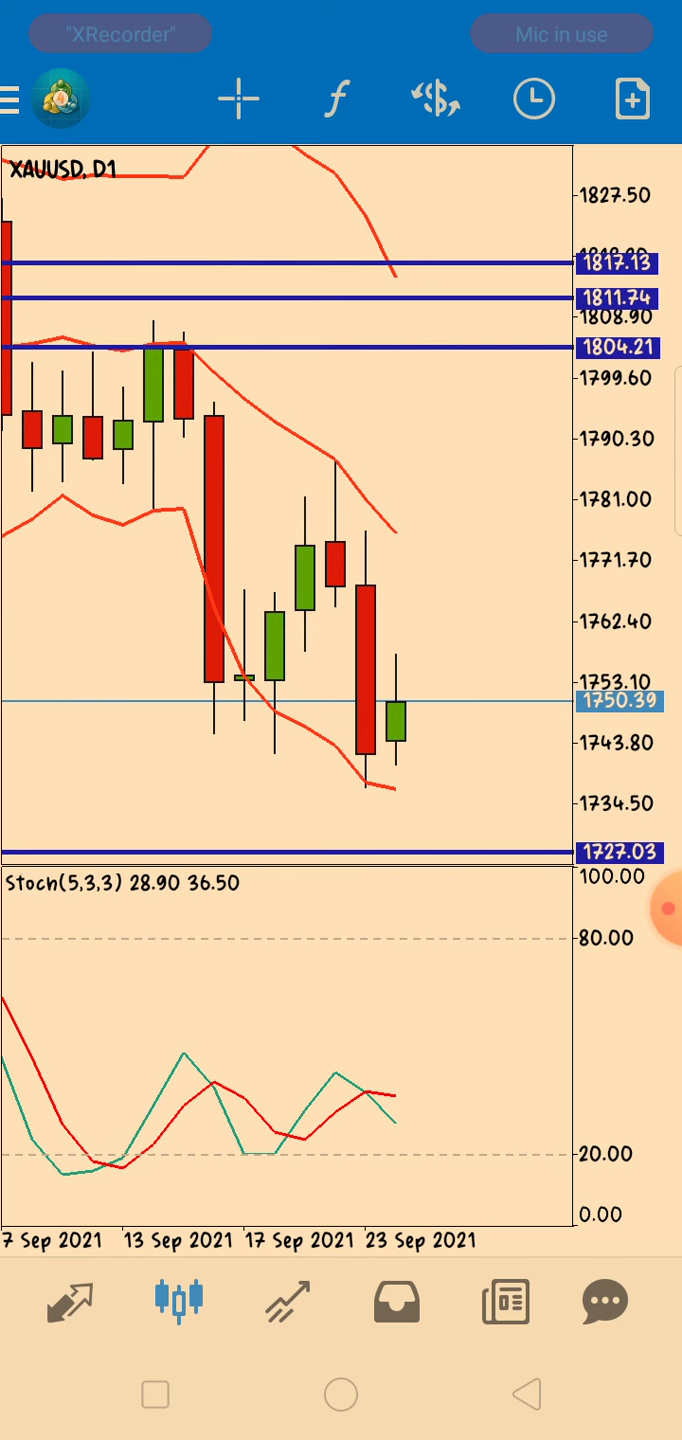 "XRecorder"
Mic in use
4
XAUUSD, D1
1827.50
1817.13
1811.74
1808.90
1804.21
1799.60
1790.30
1781.00
1771.70
1762.40
1753.10
1750.39
1743.80
1734.50
1727.03
Stoch(5,3,3) 28.90 36.50
100.00
80.00
20.00
0.00
7 Sep 2021
13 Sep 2021
17 Sep 2021
23 Sep 2021